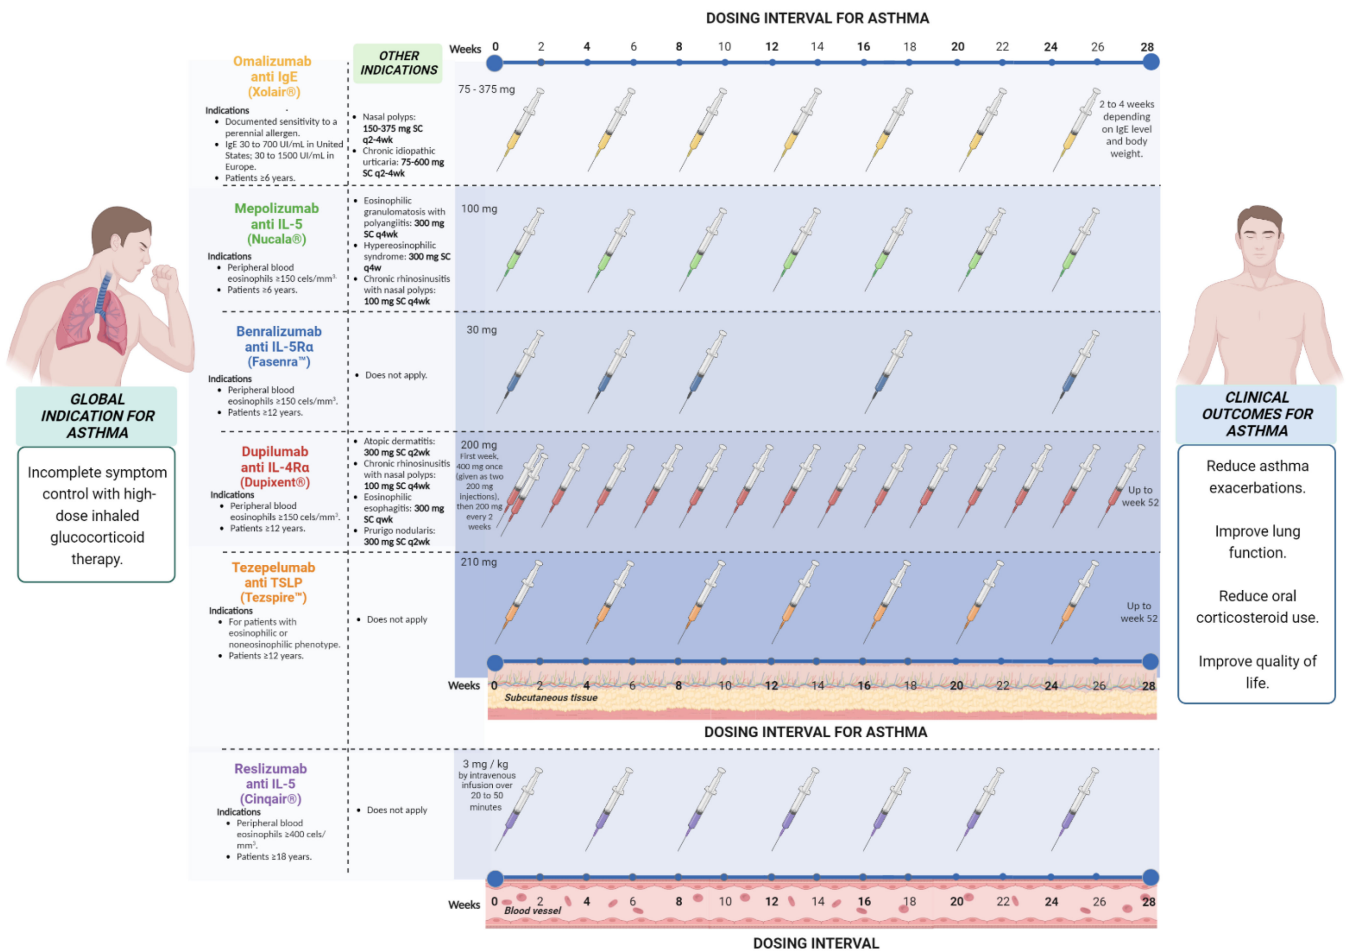 DOSING INTERVAL FOR ASTHMA
Weeks 0 2 4 6 8 10 12 14 16 18 20 22 24 26 28
OTHER
INDICATIONS
Omalizumab
anti IgE
(Xolair®)
Indications
• Documented sensitivity to a
perennial allergen.
• IgE 30 to 700 UI/mL in United
States; 30 to 1500 UI/mL in
Europe.
• Patients ≥6 years.
• Nasal polyps:
150-375 mg SC
q2-4wk
• Chronic idiopathic
urticaria: 75-600 mg
SC q2-4wk
75 - 375 mg
2 to 4 weeks
depending
on IgE level
and body
weight.
Mepolizumab
anti IL-5
(Nucala®)
Indications
• Peripheral blood
eosinophils ≥150 cels/mm³.
• Patients ≥6 years.
• Eosinophilic
granulomatosis with
polyangiitis: 300 mg
SC q4wk
• Hypereosinophilic
syndrome: 300 mg SC
q4w
• Chronic rhinosinusitis
with nasal polyps:
100 mg SC q4wk
100 mg
Benralizumab
anti IL-5Rα
(Fasenra™)
Indications
• Peripheral blood
eosinophils ≥150 cels/mm³.
• Patients ≥12 years.
• Does not apply.
30 mg
Dupilumab
anti IL-4Rα
(Dupixent®)
Indications
• Peripheral blood
eosinophils ≥150 cels/mm³.
• Patients ≥12 years.
• Atopic dermatitis:
300 mg SC q2wk
• Chronic rhinosinusitis
with nasal polyps:
100 mg SC q4wk
• Eosinophilic
esophagitis: 300 mg
SC qwk
• Prurigo nodularis:
300 mg SC q2wk
200 mg
First week,
400 mg once
(given as two
200 mg
injections),
then 200 mg
every 2
weeks
Up to
week 52
Tezepelumab
anti TSLP
(Tezspire™)
Indications
• For patients with
eosinophilic or
noneosinophilic phenotype.
• Patients ≥12 years.
• Does not apply
210 mg
Up to
week 52
Weeks 0 2 4 6 8 10 12 14 16 18 20 22 24 26 28
Subcutaneous tissue
DOSING INTERVAL FOR ASTHMA
Reslizumab
anti IL-5
(Cinqair®)
Indications
• Peripheral blood
eosinophils ≥400 cels/
mm³.
• Patients ≥18 years.
• Does not apply
3 mg / kg
by intravenous
infusion over
20 to 50
minutes
Weeks 0 2 4 6 8 10 12 14 16 18 20 22 24 26 28
Blood vessel
DOSING INTERVAL
GLOBAL
INDICATION FOR
ASTHMA
Incomplete symptom
control with high-
dose inhaled
glucocorticoid
therapy.
CLINICAL
OUTCOMES FOR
ASTHMA
Reduce asthma
exacerbations.
Improve lung
function.
Reduce oral
corticosteroid use.
Improve quality of
life.